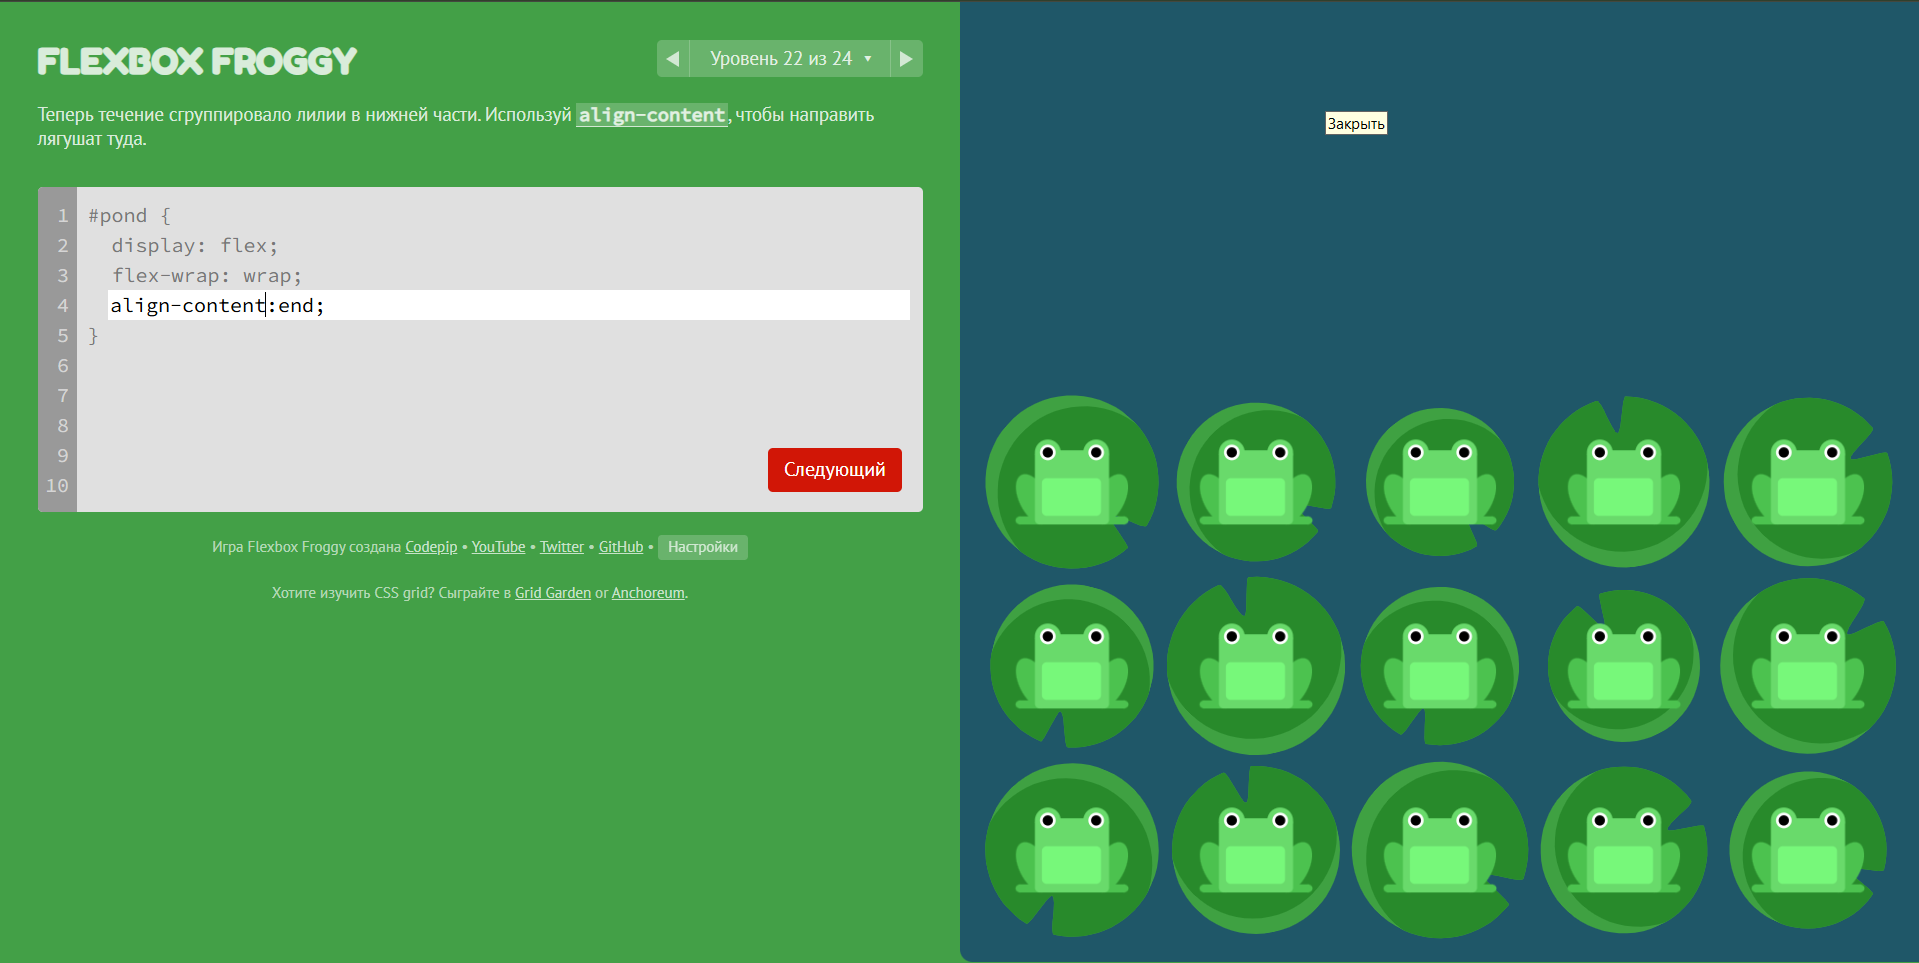 FLEXBOX FROGGY
◀ Уровень 22 из 24 ▼ ▶
Теперь течение сгруппировало лилии в нижней части. Используй align-content, чтобы направить
лягушат туда.
1 #pond {
2 display: flex;
3 flex-wrap: wrap;
4 align-content:end;
5 }
6
7
8
9
10
Следующий
Игра Flexbox Froggy создана Codepip • YouTube • Twitter • GitHub • Настройки
Хотите изучить CSS grid? Сыграйте в Grid Garden or Anchoreum.
Закрыть